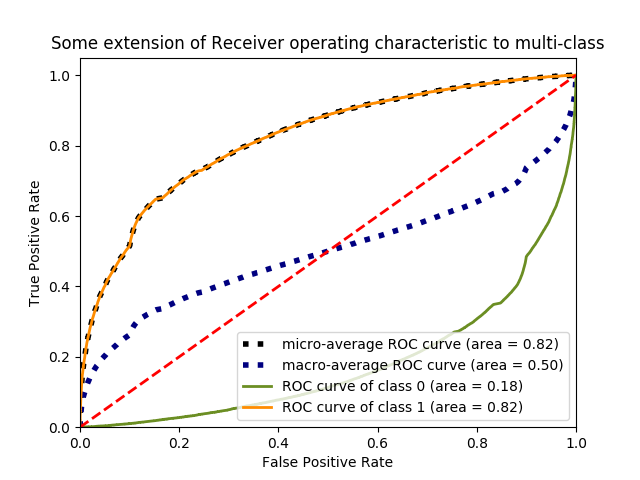 Some extension of Receiver operating characteristic to multi-class
True Positive Rate
1.0
0.8
0.6
0.4
0.2
0.0
micro-average ROC curve (area = 0.82)
macro-average ROC curve (area = 0.50)
ROC curve of class 0 (area = 0.18)
ROC curve of class 1 (area = 0.82)
0.0 0.2 0.4 0.6 0.8 1.0
False Positive Rate